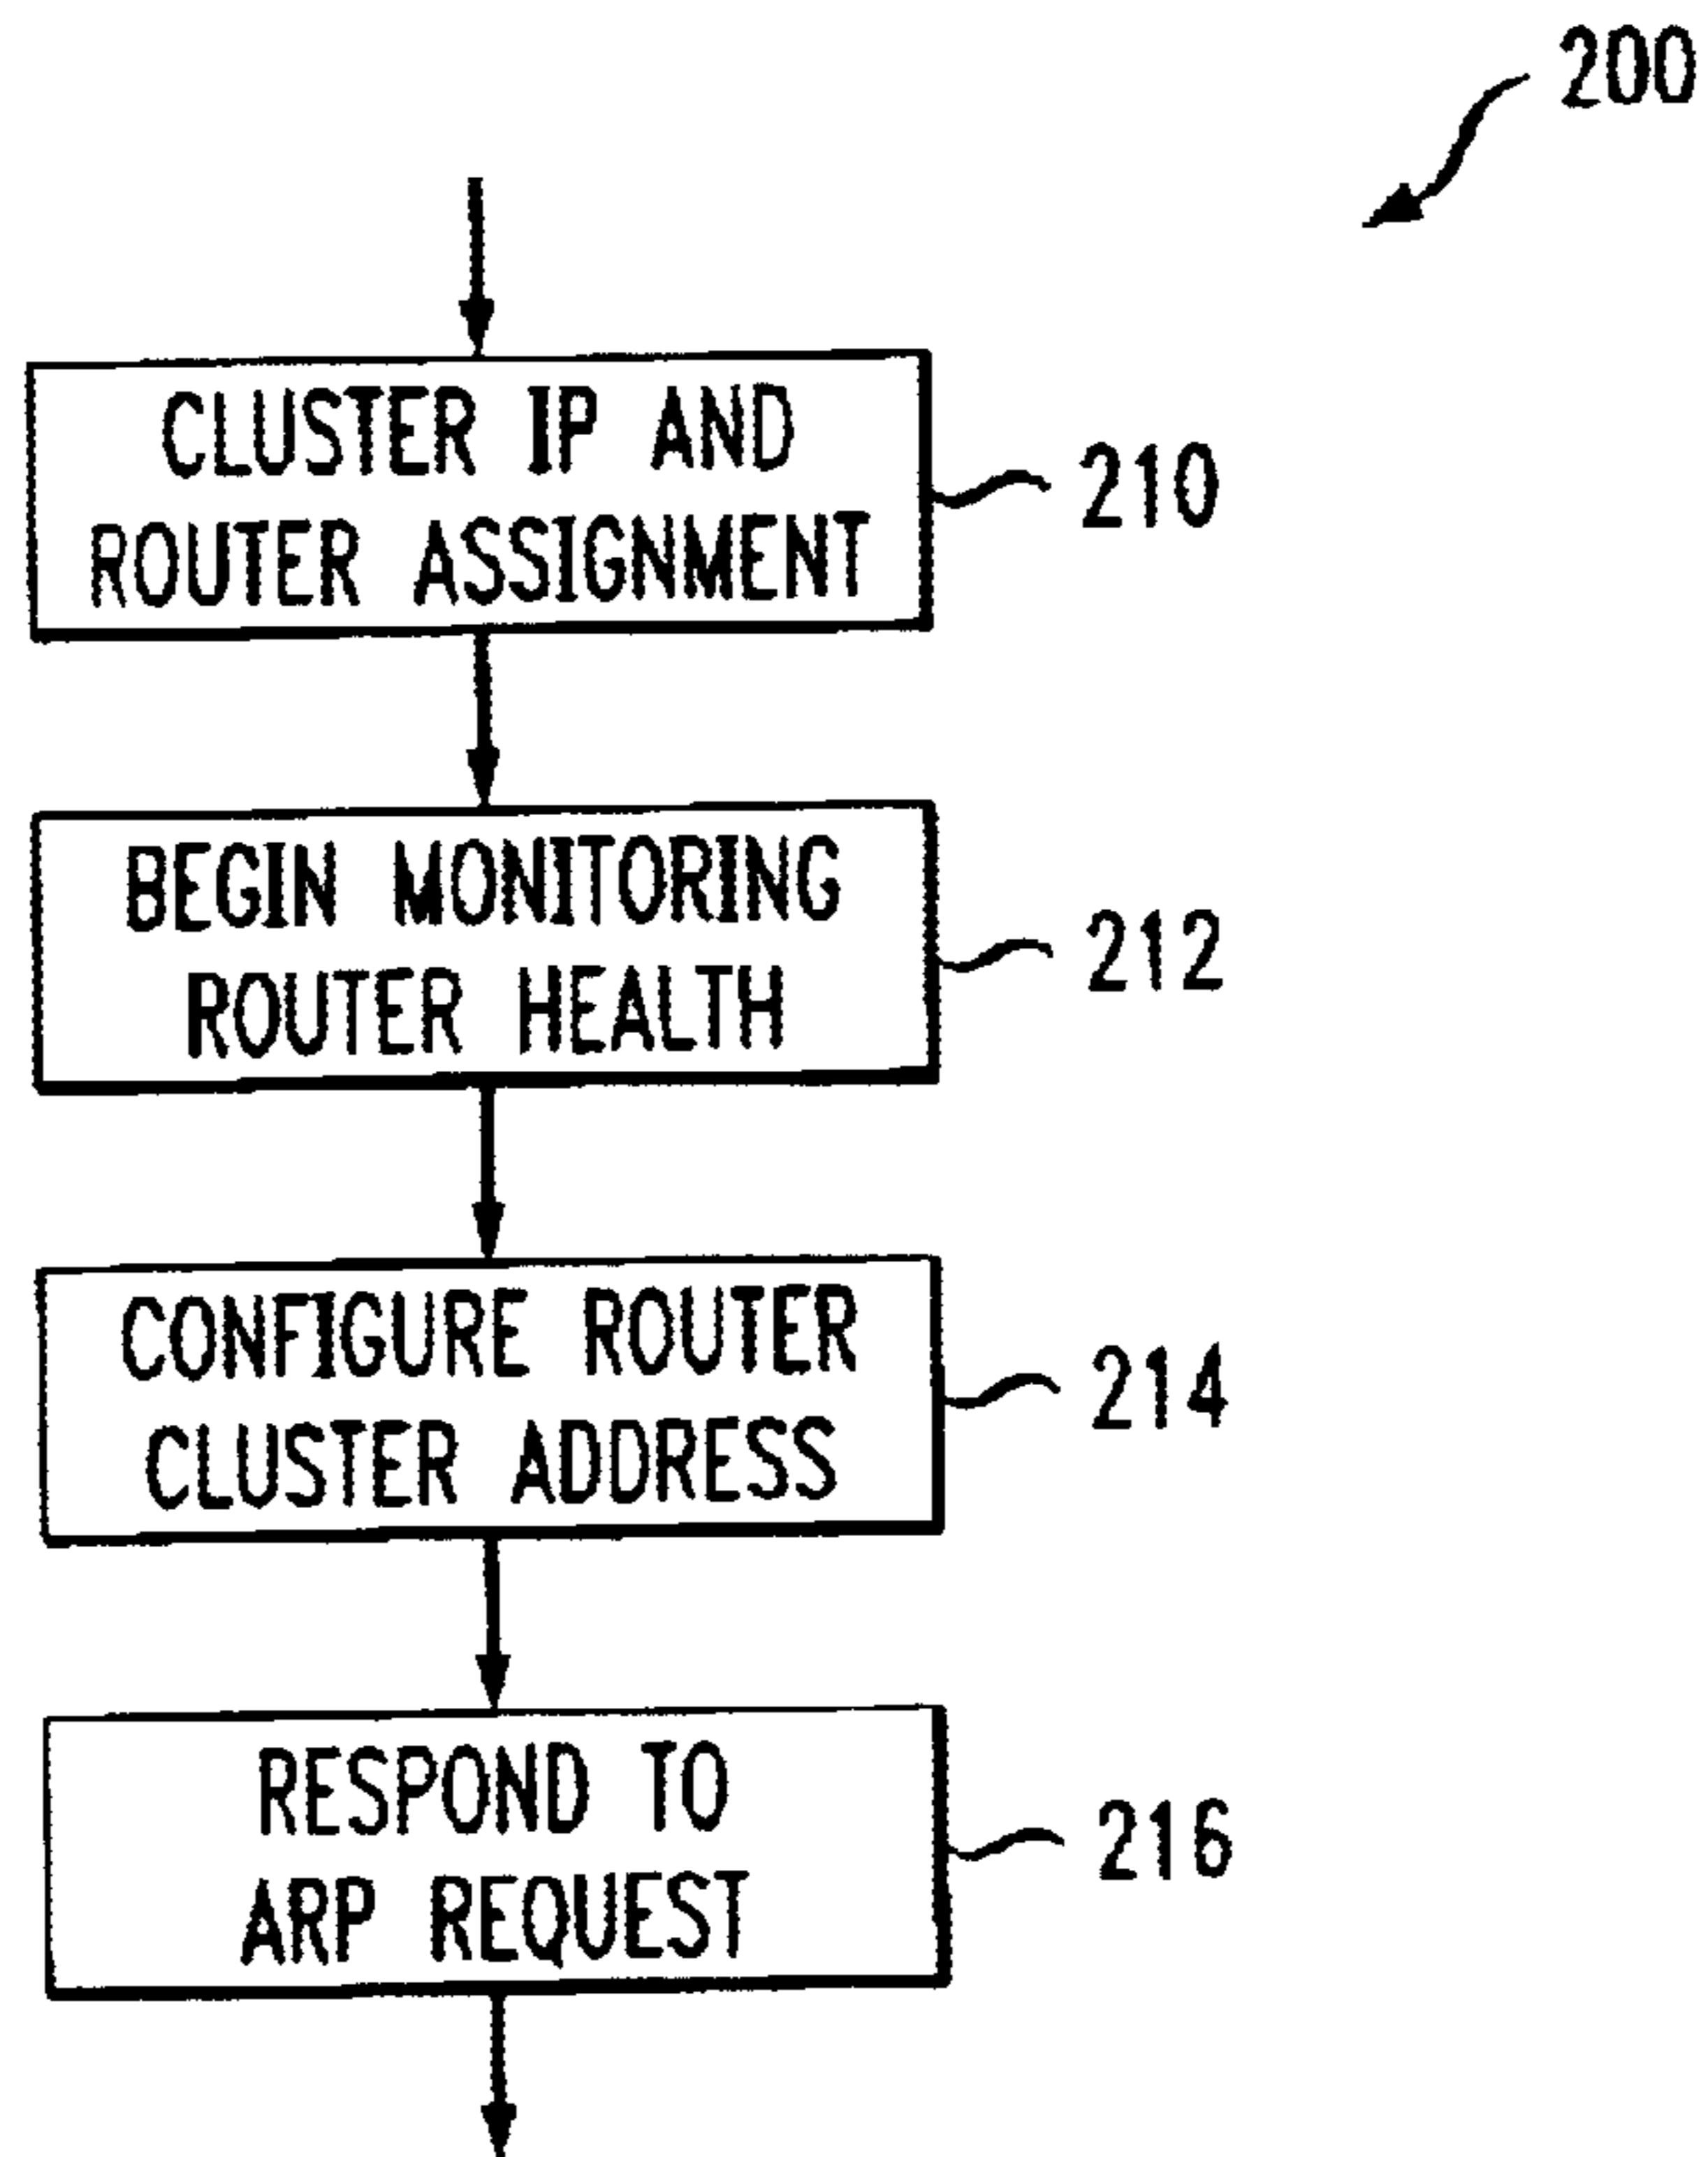 200
CLUSTER IP AND
ROUTER ASSIGNMENT
210
BEGIN MONITORING
ROUTER HEALTH
212
CONFIGURE ROUTER
CLUSTER ADDRESS
214
RESPOND TO
ARP REQUEST
216